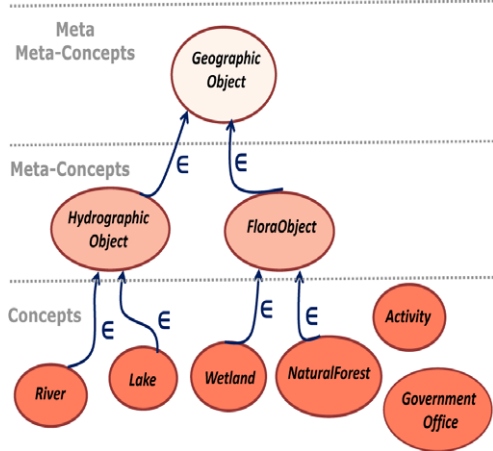 Meta
Meta-Concepts
Geographic
Object
∈
∈
Meta-Concepts
Hydrographic
Object
FloraObject
∈
∈
∈
∈
Concepts
Activity
River
Lake
Wetland
NaturalForest
Government
Office